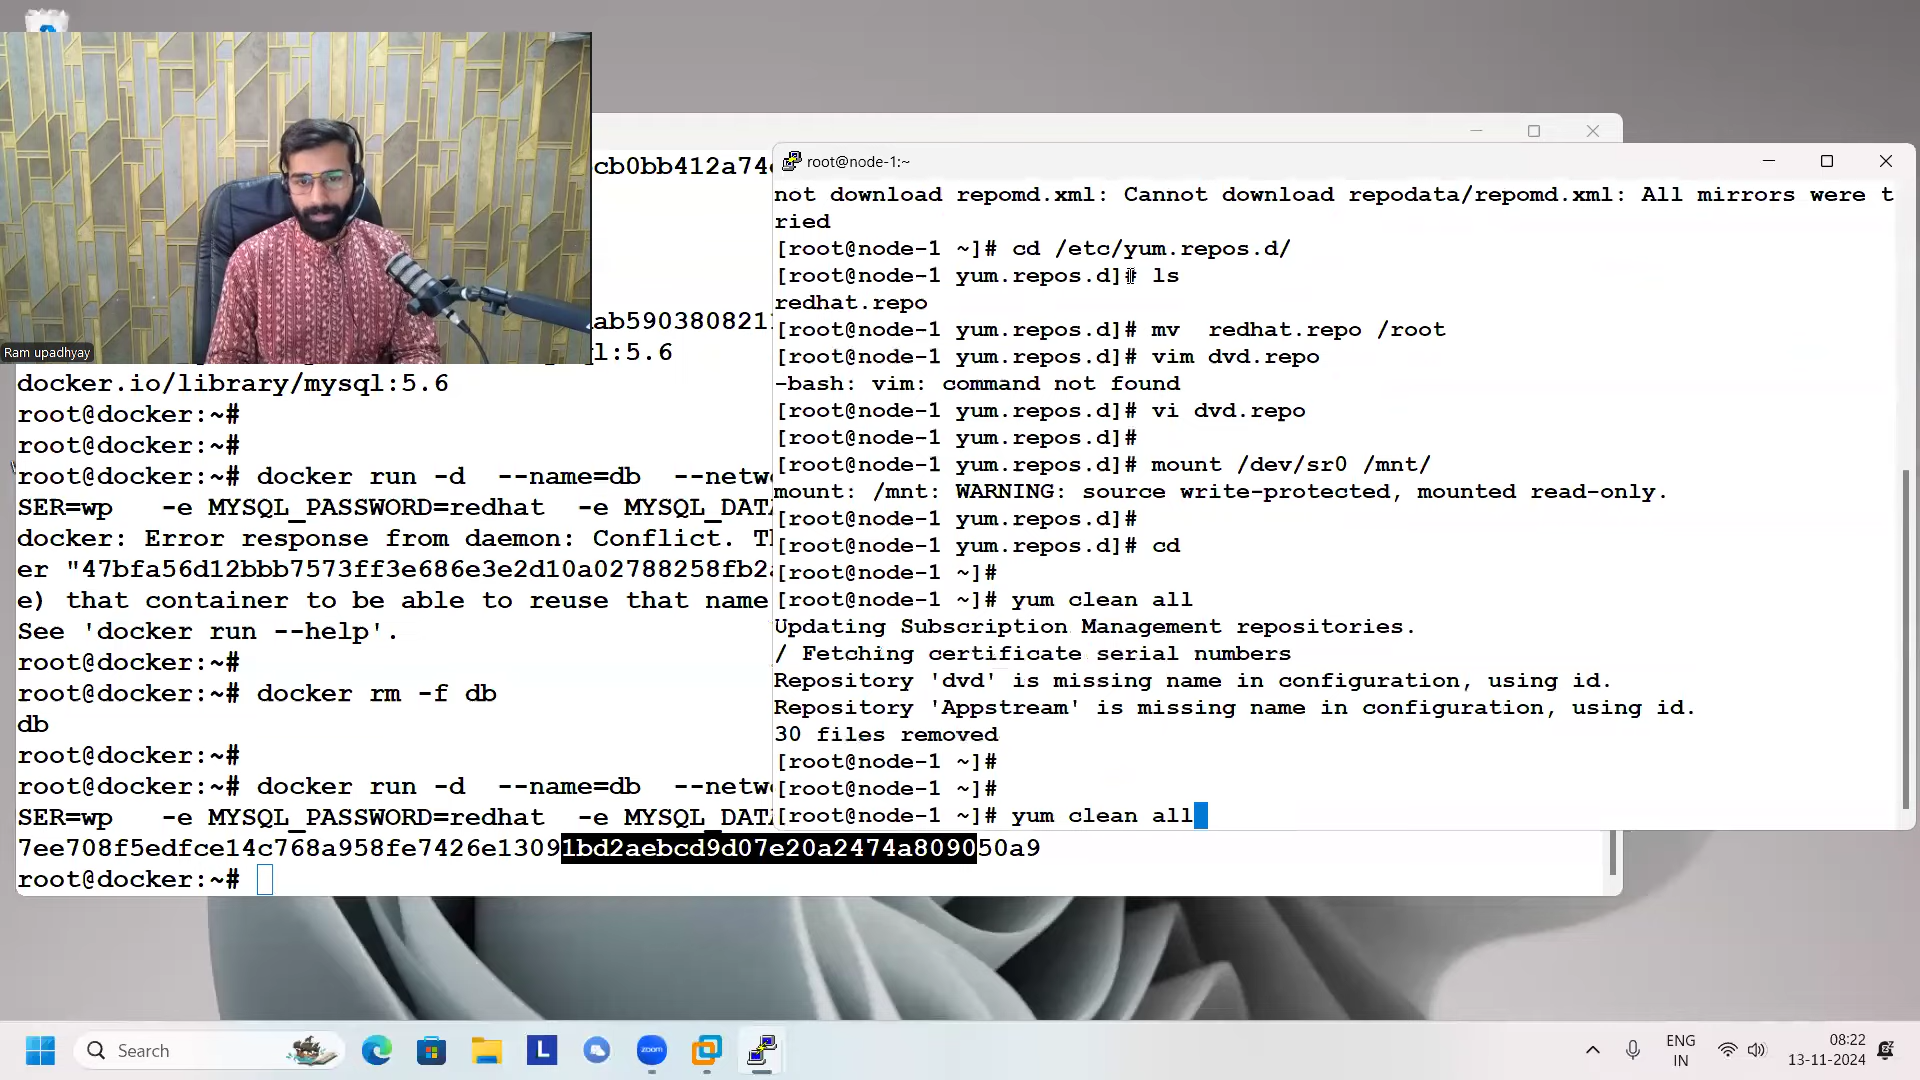 Ram upadhyay
cb0bb412a74
ab59038082
l:5.6
docker.io/library/mysql:5.6
root@docker:~#
root@docker:~#
root@docker:~# docker run -d  --name=db  --netw
SER=wp   -e MYSQL_PASSWORD=redhat  -e MYSQL_DATA
docker: Error response from daemon: Conflict. T
er "47bfa56d12bbb7573ff3e686e3e2d10a02788258fb2
e) that container to be able to reuse that name
See 'docker run --help'.
root@docker:~#
root@docker:~# docker rm -f db
db
root@docker:~#
root@docker:~# docker run -d  --name=db  --netw
SER=wp   -e MYSQL_PASSWORD=redhat  -e MYSQL_DATA
7ee708f5edfce14c768a958fe7426e13091bd2aebcd9d07e20a2474a809050a9
root@docker:~#
root@node-1:~
not download repomd.xml: Cannot download repodata/repomd.xml: All mirrors were t
ried
[root@node-1 ~]# cd /etc/yum.repos.d/
[root@node-1 yum.repos.d]# ls
redhat.repo
[root@node-1 yum.repos.d]# mv  redhat.repo /root
[root@node-1 yum.repos.d]# vim dvd.repo
-bash: vim: command not found
[root@node-1 yum.repos.d]# vi dvd.repo
[root@node-1 yum.repos.d]#
[root@node-1 yum.repos.d]# mount /dev/sr0 /mnt/
mount: /mnt: WARNING: source write-protected, mounted read-only.
[root@node-1 yum.repos.d]#
[root@node-1 yum.repos.d]# cd
[root@node-1 ~]#
[root@node-1 ~]# yum clean all
Updating Subscription Management repositories.
/ Fetching certificate serial numbers
Repository 'dvd' is missing name in configuration, using id.
Repository 'Appstream' is missing name in configuration, using id.
30 files removed
[root@node-1 ~]#
[root@node-1 ~]#
[root@node-1 ~]# yum clean all
Search
L
zoom
ENG
IN
08:22
13-11-2024